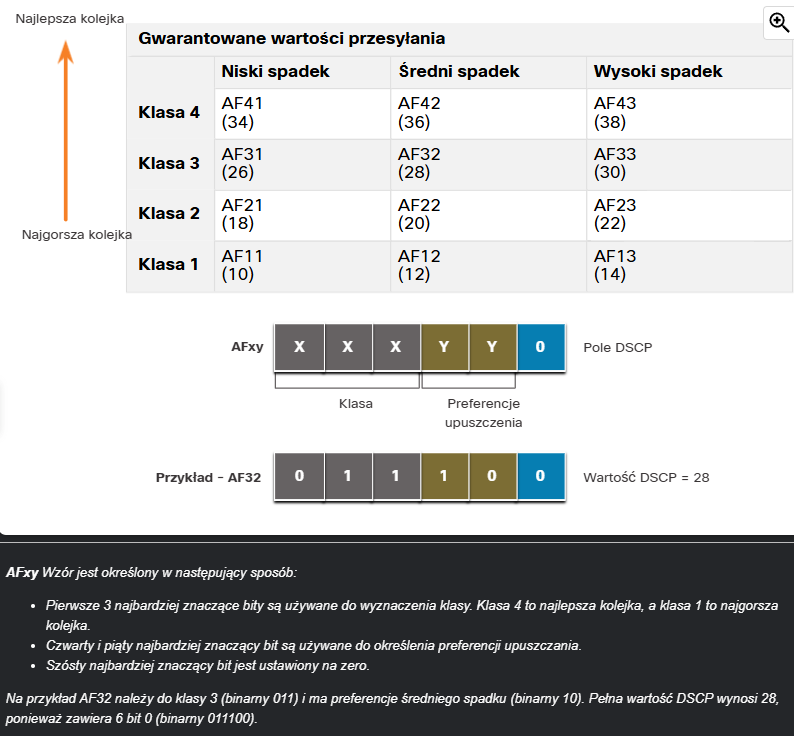 Najlepsza kolejka
Gwarantowane wartości przesyłania
Niski spadek Średni spadek Wysoki spadek
Klasa 4 AF41 (34) AF42 (36) AF43 (38)
Klasa 3 AF31 (26) AF32 (28) AF33 (30)
Klasa 2 AF21 (18) AF22 (20) AF23 (22)
Najgorsza kolejka
Klasa 1 AF11 (10) AF12 (12) AF13 (14)
AFxy X X X Y Y 0 Pole DSCP
Klasa Preferencje
upuszczenia
Przykład - AF32 0 1 1 1 0 0 Wartość DSCP = 28
AFxy Wzór jest określony w następujący sposób:
• Pierwsze 3 najbardziej znaczące bity są używane do wyznaczenia klasy. Klasa 4 to najlepsza kolejka, a klasa 1 to najgorsza
kolejka.
• Czwarty i piąty najbardziej znaczący bit są używane do określenia preferencji upuszczania.
• Szósty najbardziej znaczący bit jest ustawiony na zero.
Na przykład AF32 należy do klasy 3 (binarny 011) i ma preferencje średniego spadku (binarny 10). Pełna wartość DSCP wynosi 28,
ponieważ zawiera 6 bit 0 (binarny 011100).